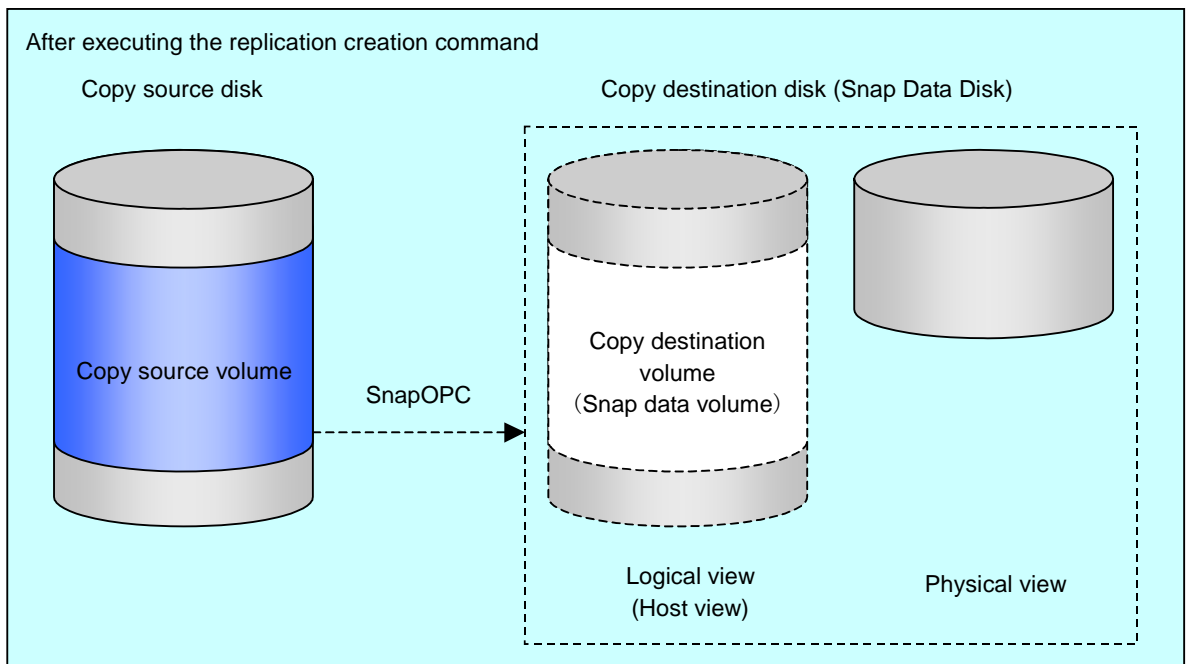 After executing the replication creation command
Copy source disk
Copy destination disk (Snap Data Disk)
Copy source volume
SnapOPC
Copy destination
volume
（Snap data volume）
Logical view
(Host view)
Physical view